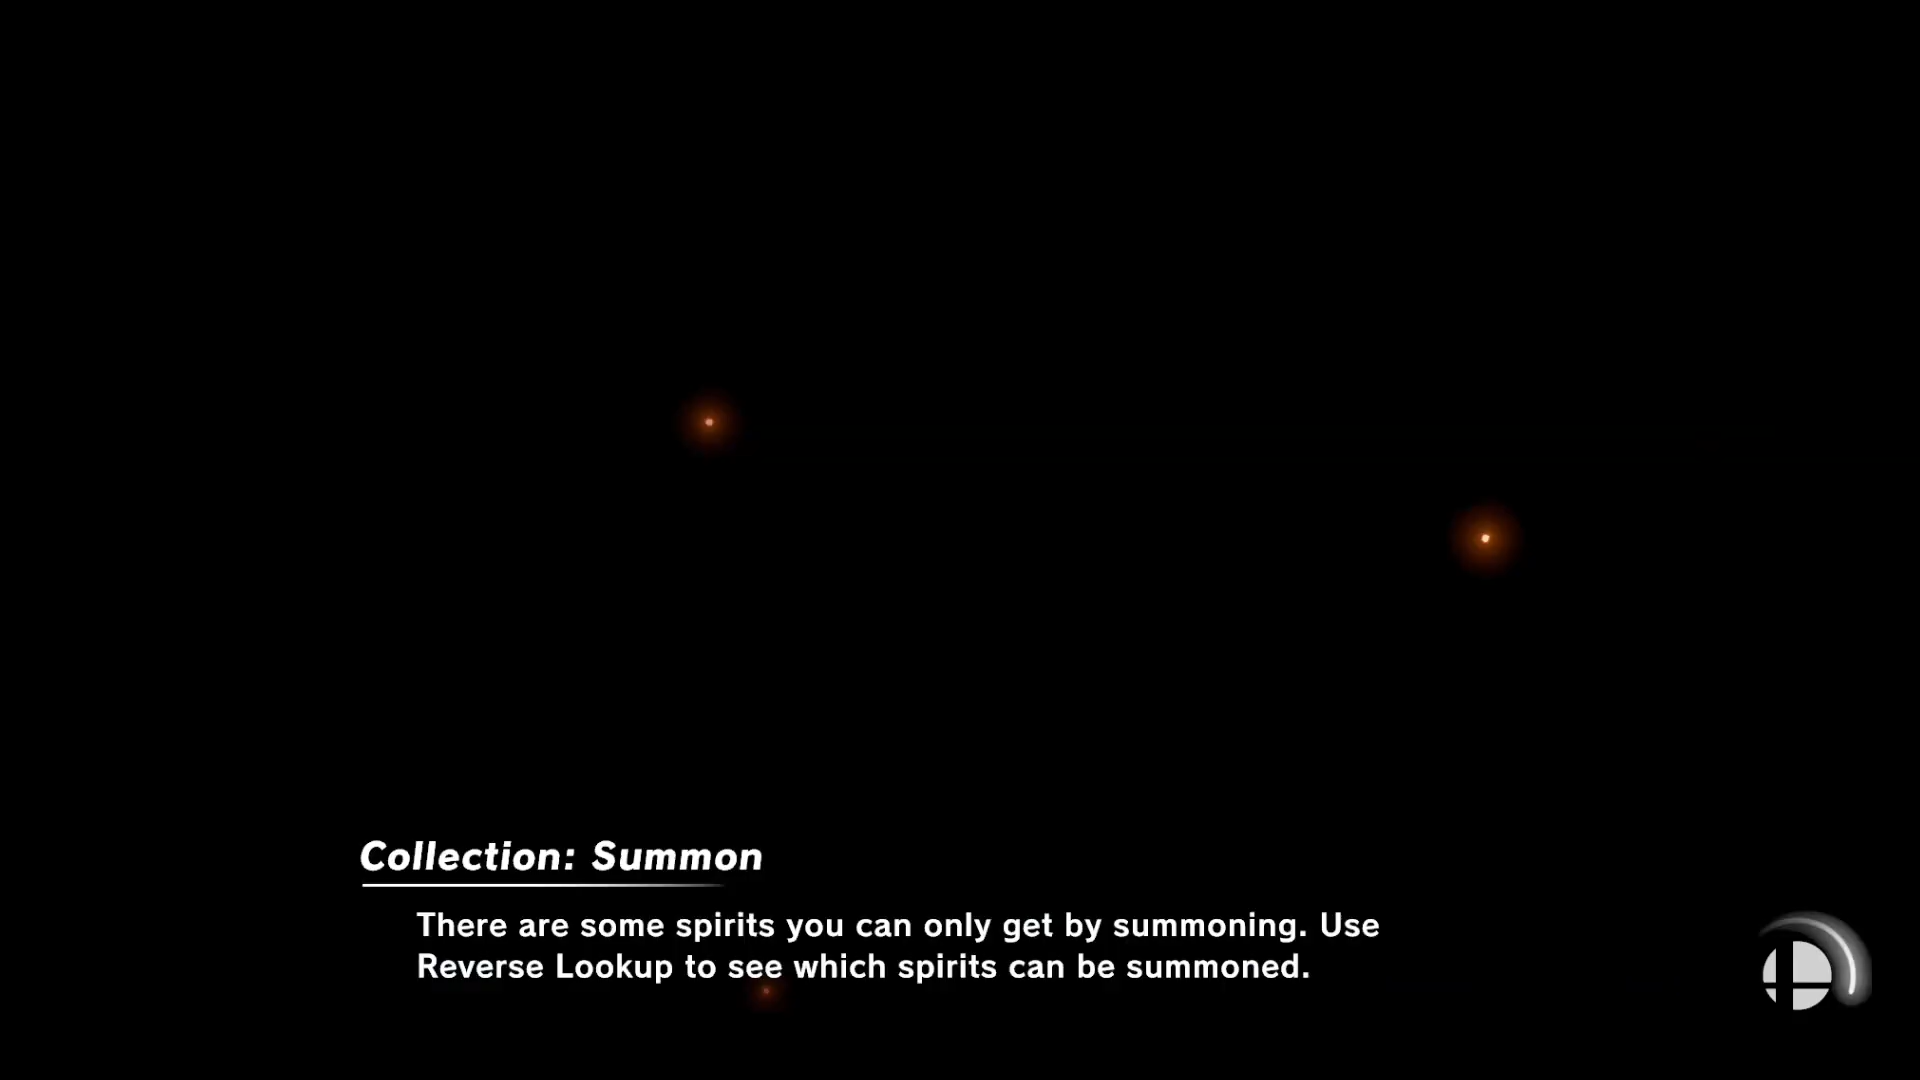 Collection: Summon
There are some spirits you can only get by summoning. Use
Reverse Lookup to see which spirits can be summoned.